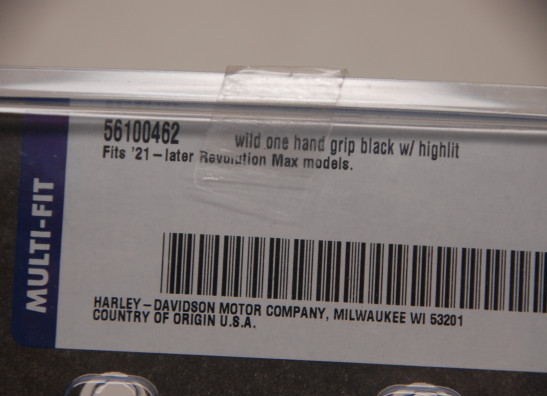 56100462 wild one hand grip black w/ highlit
Fits '21-later Revolution Max models.
MULTI-FIT
HARLEY-DAVIDSON MOTOR COMPANY, MILWAUKEE WI 53201
COUNTRY OF ORIGIN U.S.A.